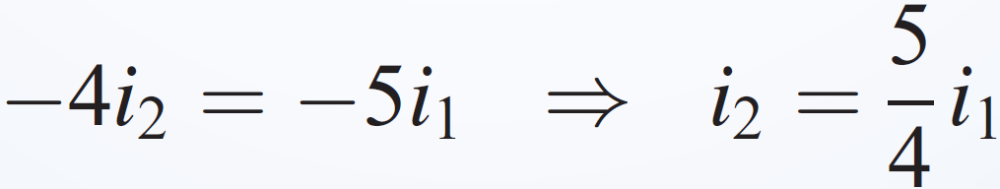 −4i₂ = −5i₁ ⇒ i₂ = 5/4 i₁